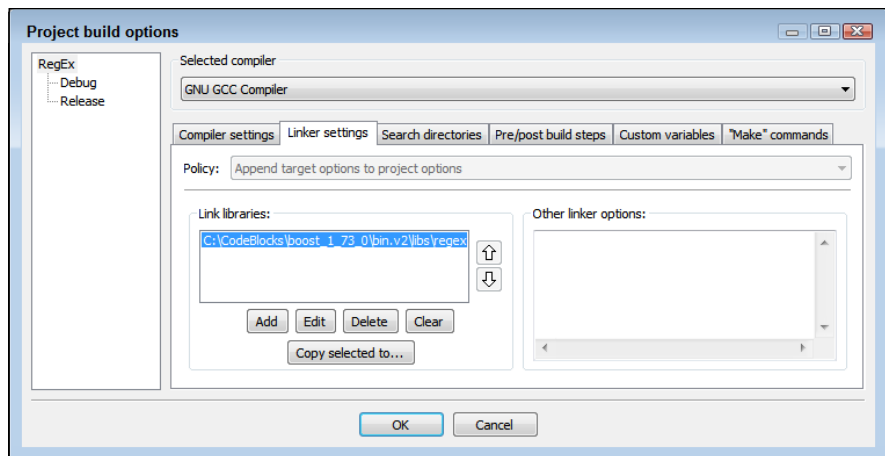 Project build options
RegEx
Debug
Release
Selected compiler
GNU GCC Compiler
Compiler settings Linker settings Search directories Pre/post build steps Custom variables "Make" commands
Policy: Append target options to project options
Link libraries:
C:\CodeBlocks\boost_1_73_0\bin.v2\libs\regex
Add Edit Delete Clear
Copy selected to...
Other linker options:
OK Cancel